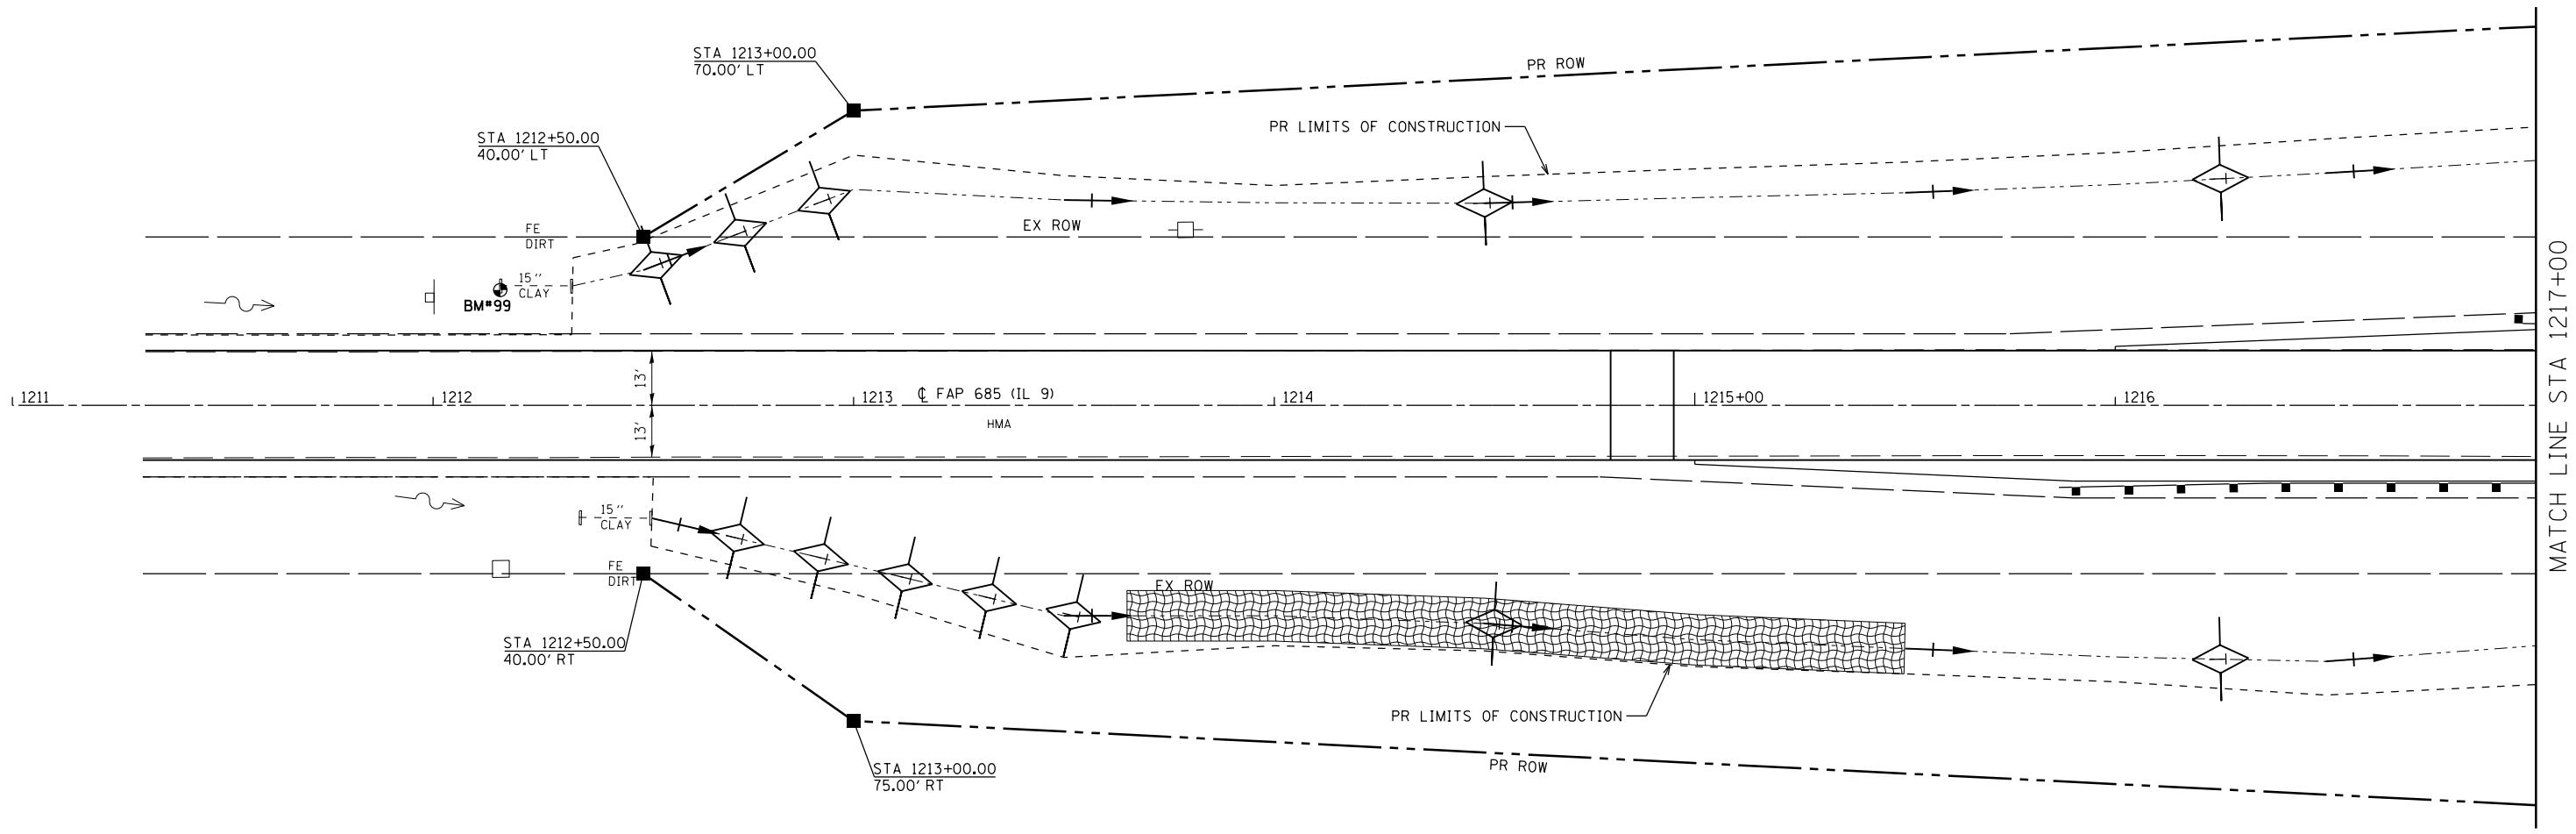 STA 1213+00.00
70.00' LT
PR ROW
STA 1212+50.00
40.00' LT
PR LIMITS OF CONSTRUCTION
FE
DIRT
EX ROW
15"
CLAY
BM#99
MATCH LINE STA 1217+00
13'
1211
1212
1213
℄ FAP 685 (IL 9)
1214
1215+00
1216
13'
HMA
15"
CLAY
FE
DIRT
EX ROW
STA 1212+50.00
40.00' RT
PR LIMITS OF CONSTRUCTION
PR ROW
STA 1213+00.00
75.00' RT